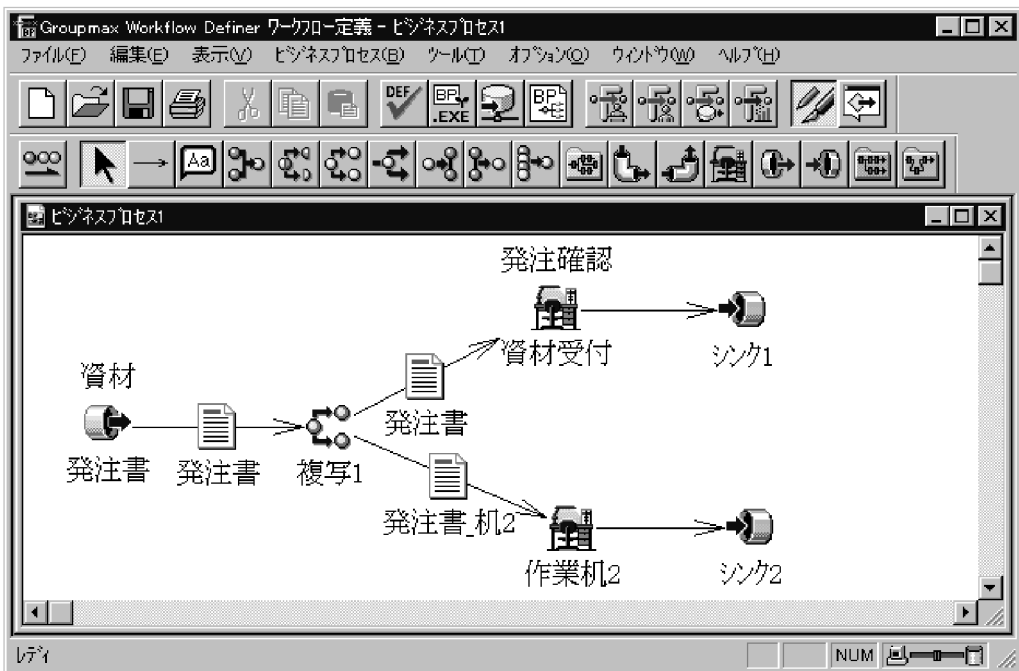 Groupmax Workflow Definer ワークフロー定義 - ビジネスプロセス1
ファイル(F) 編集(E) 表示(V) ビジネスプロセス(B) ツール(T) オプション(O) ウィンドウ(W) ヘルプ(H)
DEF BP .EXE BP
Aa
ビジネスプロセス1
発注確認
資材受付
シンク1
資材
発注書
発注書
発注書
複写1
発注書_机2
作業机2
シンク2
レディ
NUM